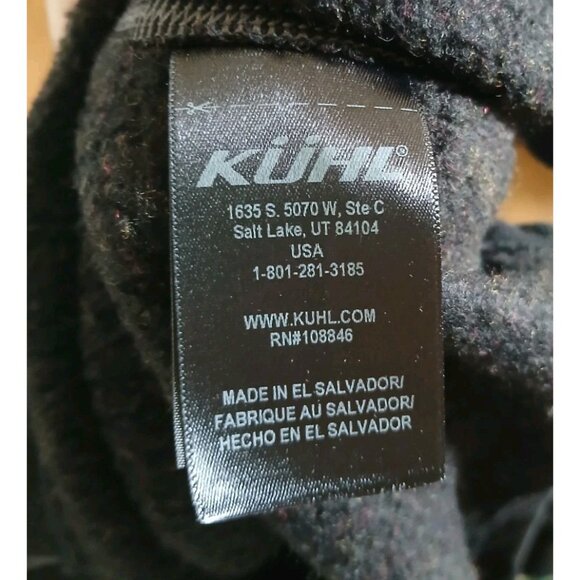 KÜHL®
1635 S. 5070 W, Ste C
Salt Lake, UT 84104
USA
1-801-281-3185
WWW.KUHL.COM
RN#108846
MADE IN EL SALVADOR/
FABRIQUE AU SALVADOR/
HECHO EN EL SALVADOR